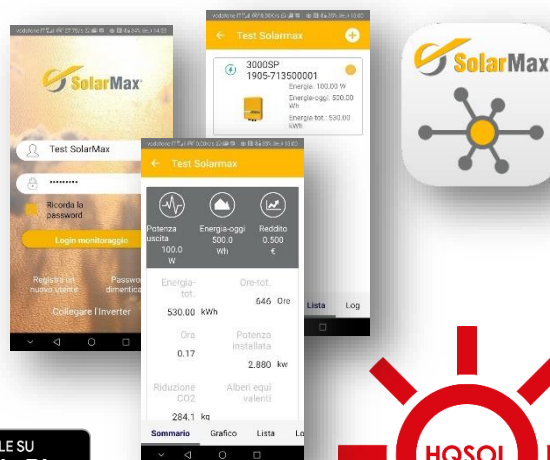 SolarMax
Test SolarMax
Ricorda la
password
Login monitoraggio
Registra un
nuovo utente
Passwo
dimentica
Collegare l'Inverter
Test Solarmax
3000SP
1905-713500001
Energia: 100.00 W
Energia-oggi: 500.00
Wh
Energia-tot.: 530.00
kWh
Lista Log
Test Solarmax
Potenza
uscita
100.0
W
Energia-oggi
500.0
Wh
Reddito
0.500
€
Energia-
tot.
530.00 kWh
Ore-tot.
646 Ore
Ora
0.17
Potenza
installata
2.880 kw
Riduzione
CO2
284.1 kg
Alberi equi
valenti
Sommario Grafico Lista Lo
SolarMax
LE SU
HQSOL